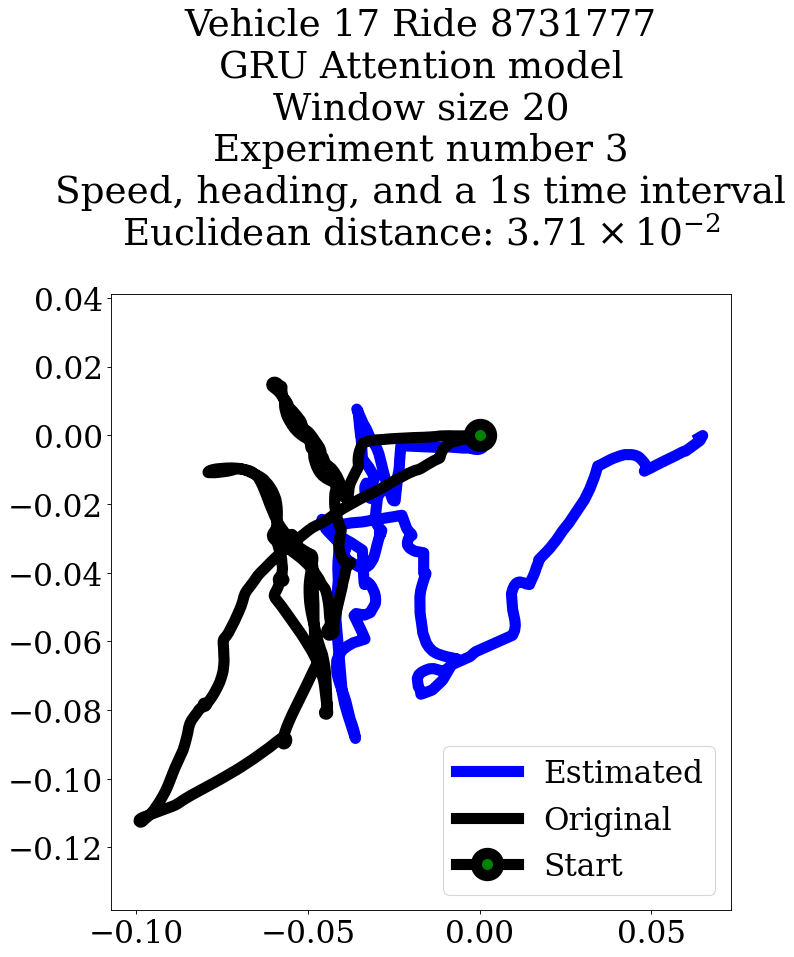 Vehicle 17 Ride 8731777
GRU Attention model
Window size 20
Experiment number 3
Speed, heading, and a 1s time interval
Euclidean distance: 3.71 × 10⁻²
0.04
0.02
0.00
−0.02
−0.04
−0.06
−0.08
−0.10
−0.12
Estimated
Original
Start
−0.10 −0.05 0.00 0.05